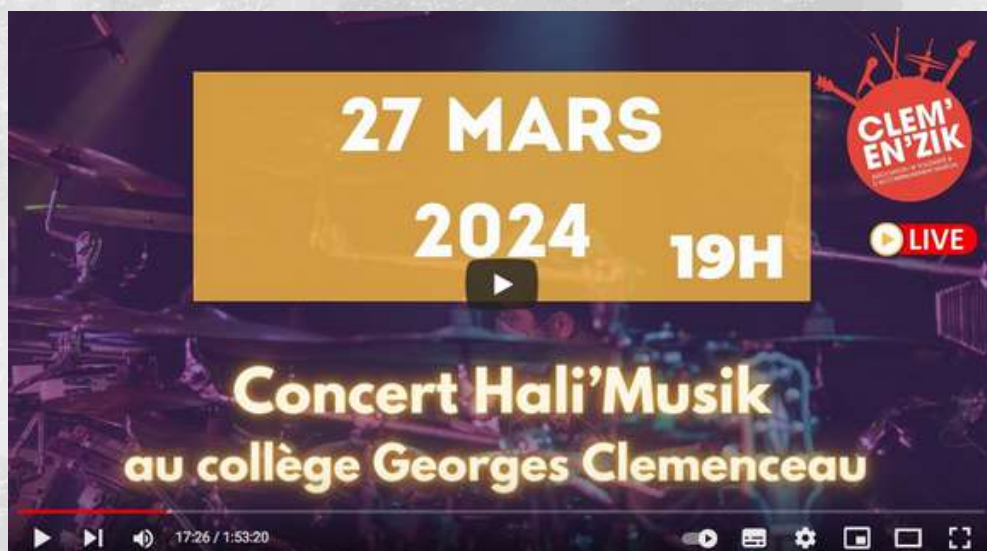 27 MARS
2024
19H
CLEM'
EN'ZIK
LIVE
Concert Hali'Musik
au collège Georges Clemenceau
17:26 / 1:53:20